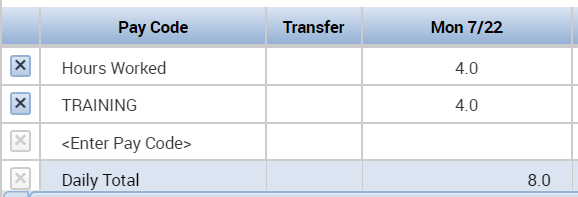 Pay Code Transfer Mon 7/22
Hours Worked 4.0
TRAINING 4.0
<Enter Pay Code>
Daily Total 8.0